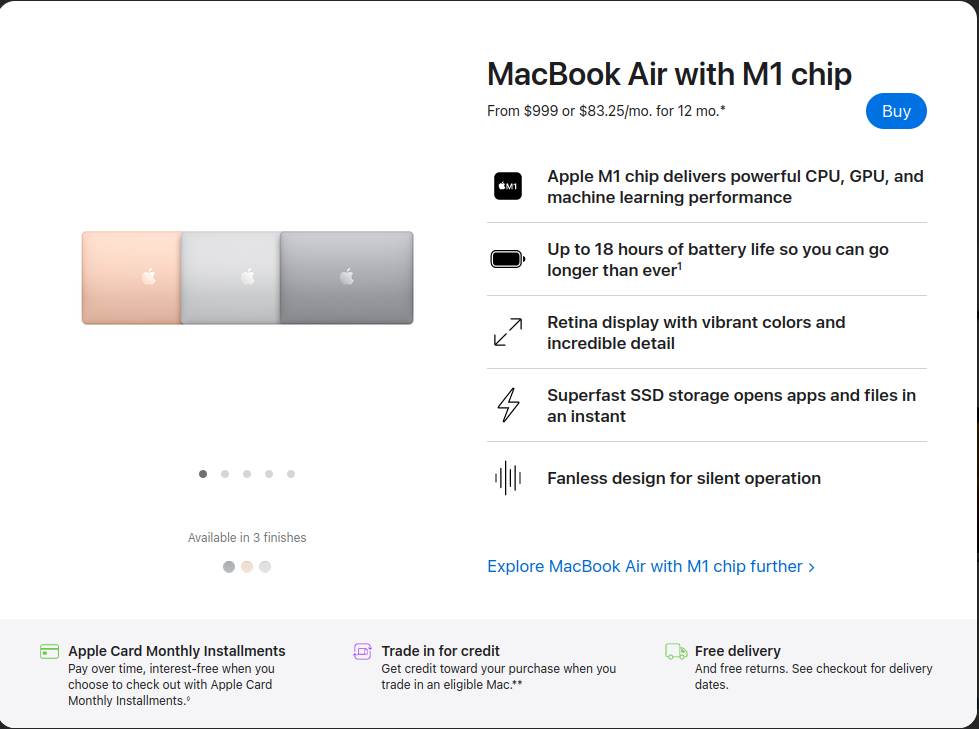 MacBook Air with M1 chip
From $999 or $83.25/mo. for 12 mo.*
Buy
M1
Apple M1 chip delivers powerful CPU, GPU, and
machine learning performance
Up to 18 hours of battery life so you can go
longer than ever¹
Retina display with vibrant colors and
incredible detail
Superfast SSD storage opens apps and files in
an instant
Fanless design for silent operation
Available in 3 finishes
Explore MacBook Air with M1 chip further >
Apple Card Monthly Installments
Pay over time, interest-free when you
choose to check out with Apple Card
Monthly Installments.◊
Trade in for credit
Get credit toward your purchase when you
trade in an eligible Mac.**
Free delivery
And free returns. See checkout for delivery
dates.